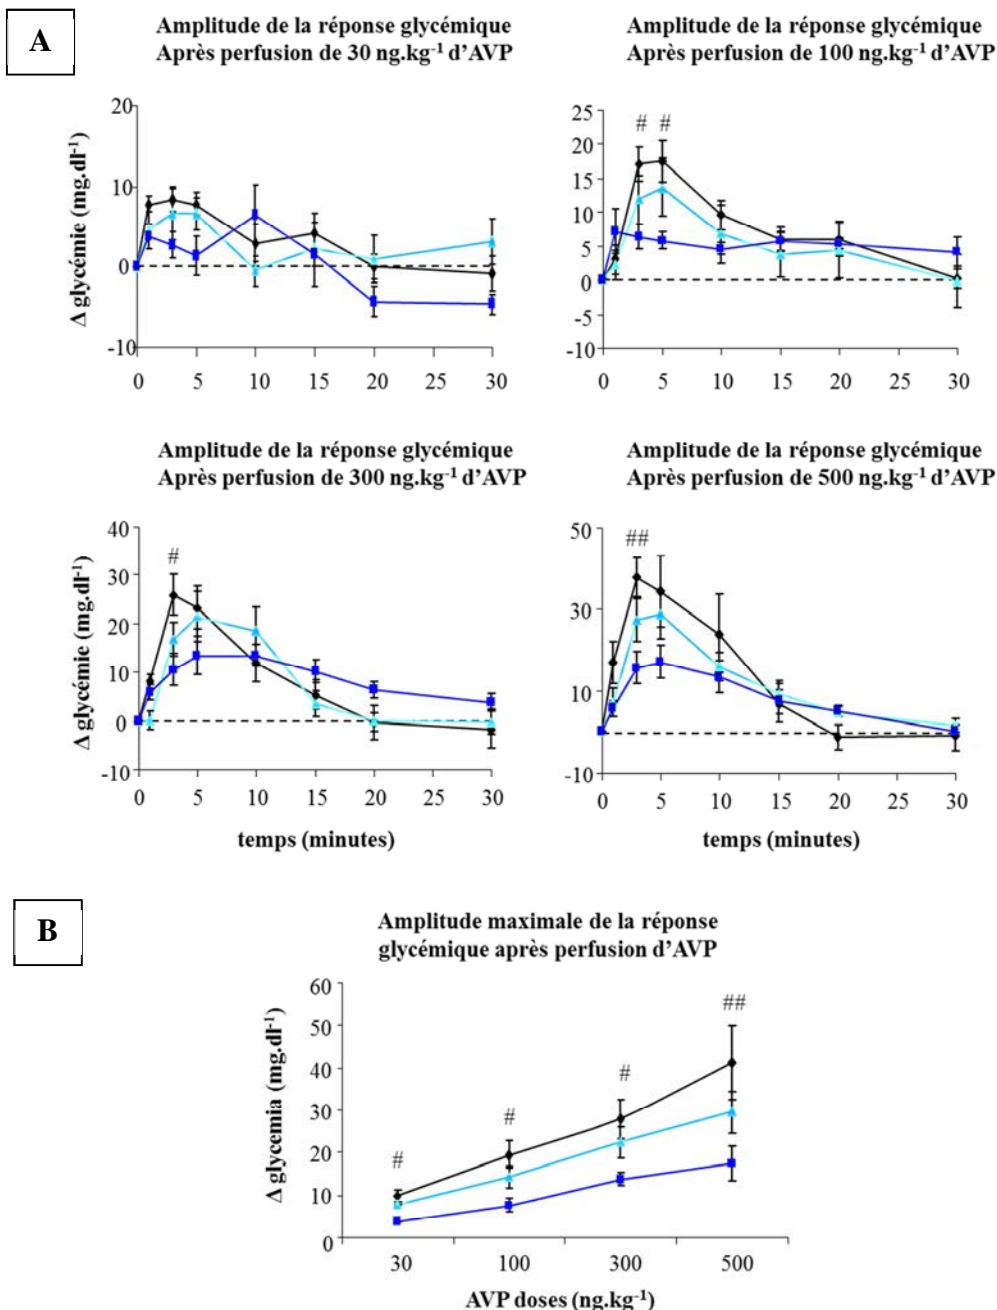 A
Amplitude de la réponse glycémique
Après perfusion de 30 ng.kg⁻¹ d’AVP
Δ glycémie (mg.dl⁻¹)
20
10
0
-10
0 5 10 15 20 25 30
Amplitude de la réponse glycémique
Après perfusion de 100 ng.kg⁻¹ d’AVP
# #
25
20
15
10
5
0
-5
-10
0 5 10 15 20 25 30
Amplitude de la réponse glycémique
Après perfusion de 300 ng.kg⁻¹ d’AVP
Δ glycémie (mg.dl⁻¹)
#
40
30
20
10
0
-10
0 5 10 15 20 25 30
temps (minutes)
Amplitude de la réponse glycémique
Après perfusion de 500 ng.kg⁻¹ d’AVP
##
50
30
10
-10
0 5 10 15 20 25 30
temps (minutes)
B
Amplitude maximale de la réponse
glycémique après perfusion d’AVP
Δ glycemia (mg.dl⁻¹)
60
50
40
30
20
10
0
# # # ##
30 100 300 500
AVP doses (ng.kg⁻¹)